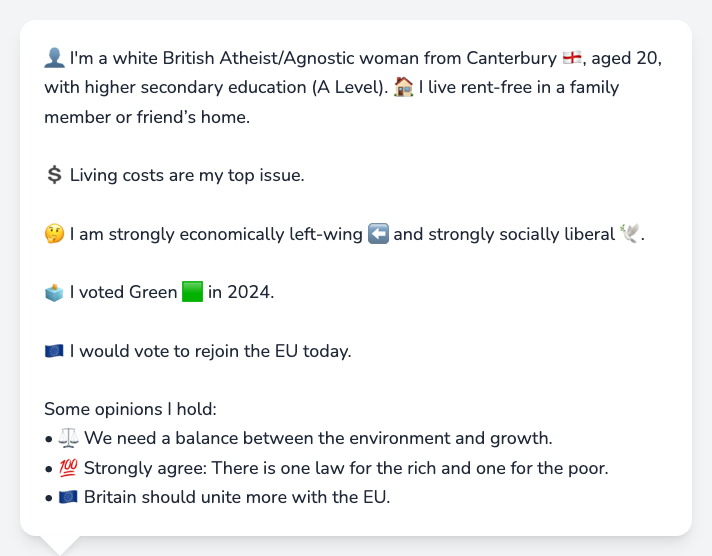 👤 I'm a white British Atheist/Agnostic woman from Canterbury 🏴󠁧󠁢󠁥󠁮󠁧󠁿, aged 20,
with higher secondary education (A Level). 🏠 I live rent-free in a family
member or friend’s home.
💲 Living costs are my top issue.
🤔 I am strongly economically left-wing ⬅️ and strongly socially liberal 🕊️.
🗳️ I voted Green 🟩 in 2024.
🇪🇺 I would vote to rejoin the EU today.
Some opinions I hold:
• ⚖️ We need a balance between the environment and growth.
• 💯 Strongly agree: There is one law for the rich and one for the poor.
• 🇪🇺 Britain should unite more with the EU.